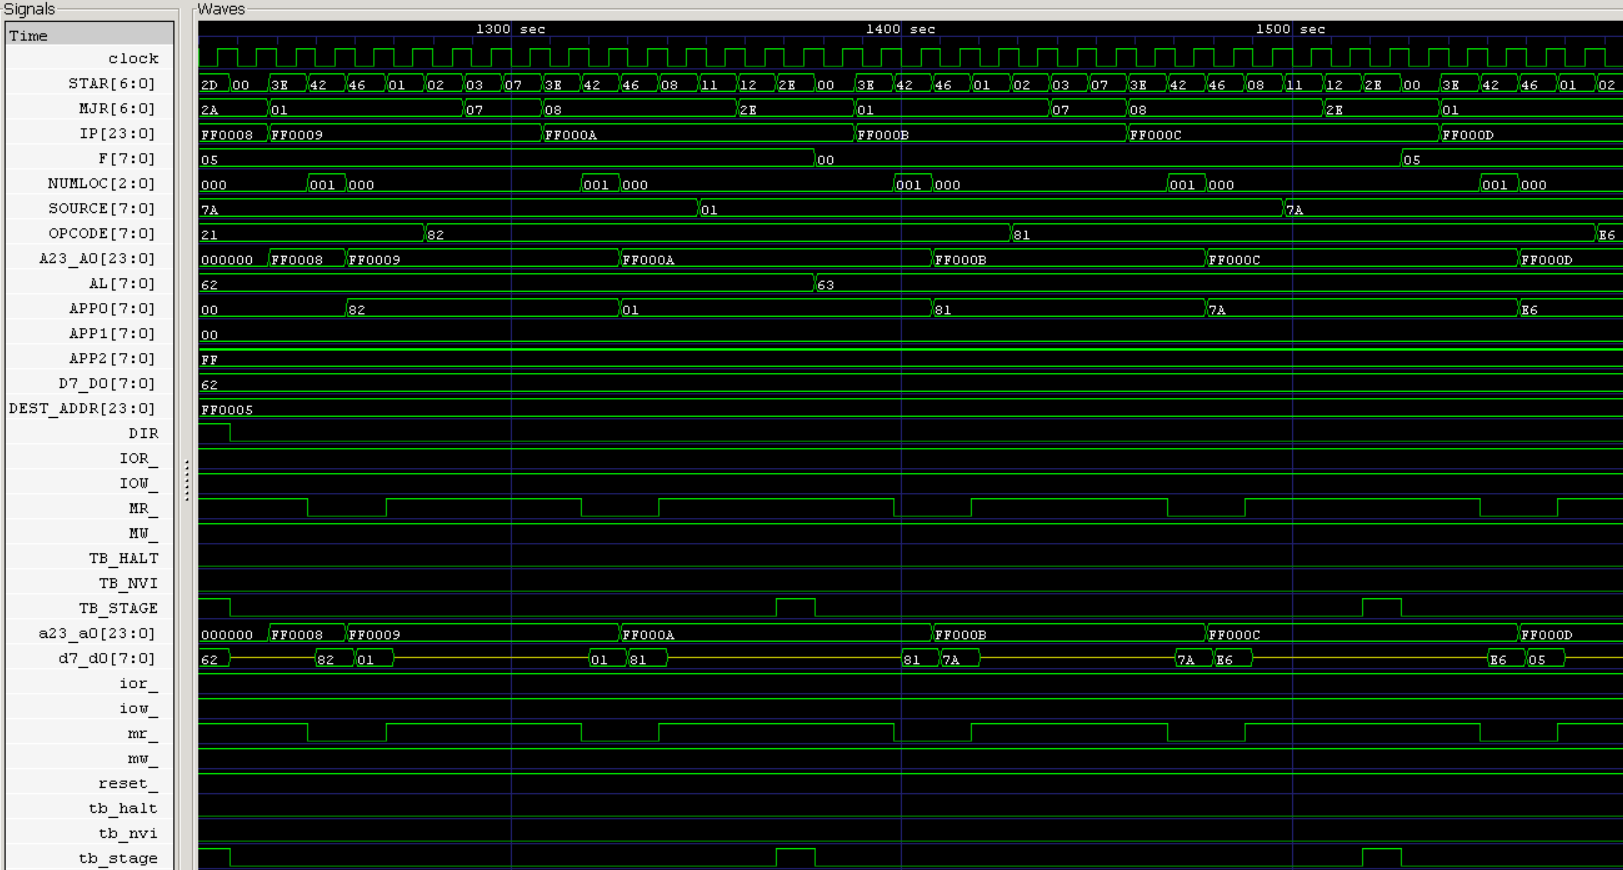 Signals Waves
Time 1300 sec 1400 sec 1500 sec
clock
STAR[6:0] 2D 00 3E 42 46 01 02 03 07 3E 42 46 08 11 12 2E 00 3E 42 46 01 02 03 07 3E 42 46 08 11 12 2E 00 3E 42 46 01 02
MJR[6:0] 2A 01 07 08 2E 01 07 08 2E 01
IP[23:0] FF0008 FF0009 FF000A FF000B FF000C FF000D
F[7:0] 05 00 05
NUMLOC[2:0] 000 001 000 001 000 001 000 001 000 001 000
SOURCE[7:0] 7A 01 7A
OPCODE[7:0] 21 82 81 E6
A23_A0[23:0] 000000 FF0008 FF0009 FF000A FF000B FF000C FF000D
AL[7:0] 62 63
APP0[7:0] 00 82 01 81 7A E6
APP1[7:0] 00
APP2[7:0] FF
D7_D0[7:0] 62
DEST_ADDR[23:0] FF0005
DIR
IOR_
IOW_
MR_
MW_
TB_HALT
TB_NVI
TB_STAGE
a23_a0[23:0] 000000 FF0008 FF0009 FF000A FF000B FF000C FF000D
d7_d0[7:0] 62 82 01 01 81 81 7A 7A E6 E6 05
ior_
iow_
mr_
mw_
reset_
tb_halt
tb_nvi
tb_stage